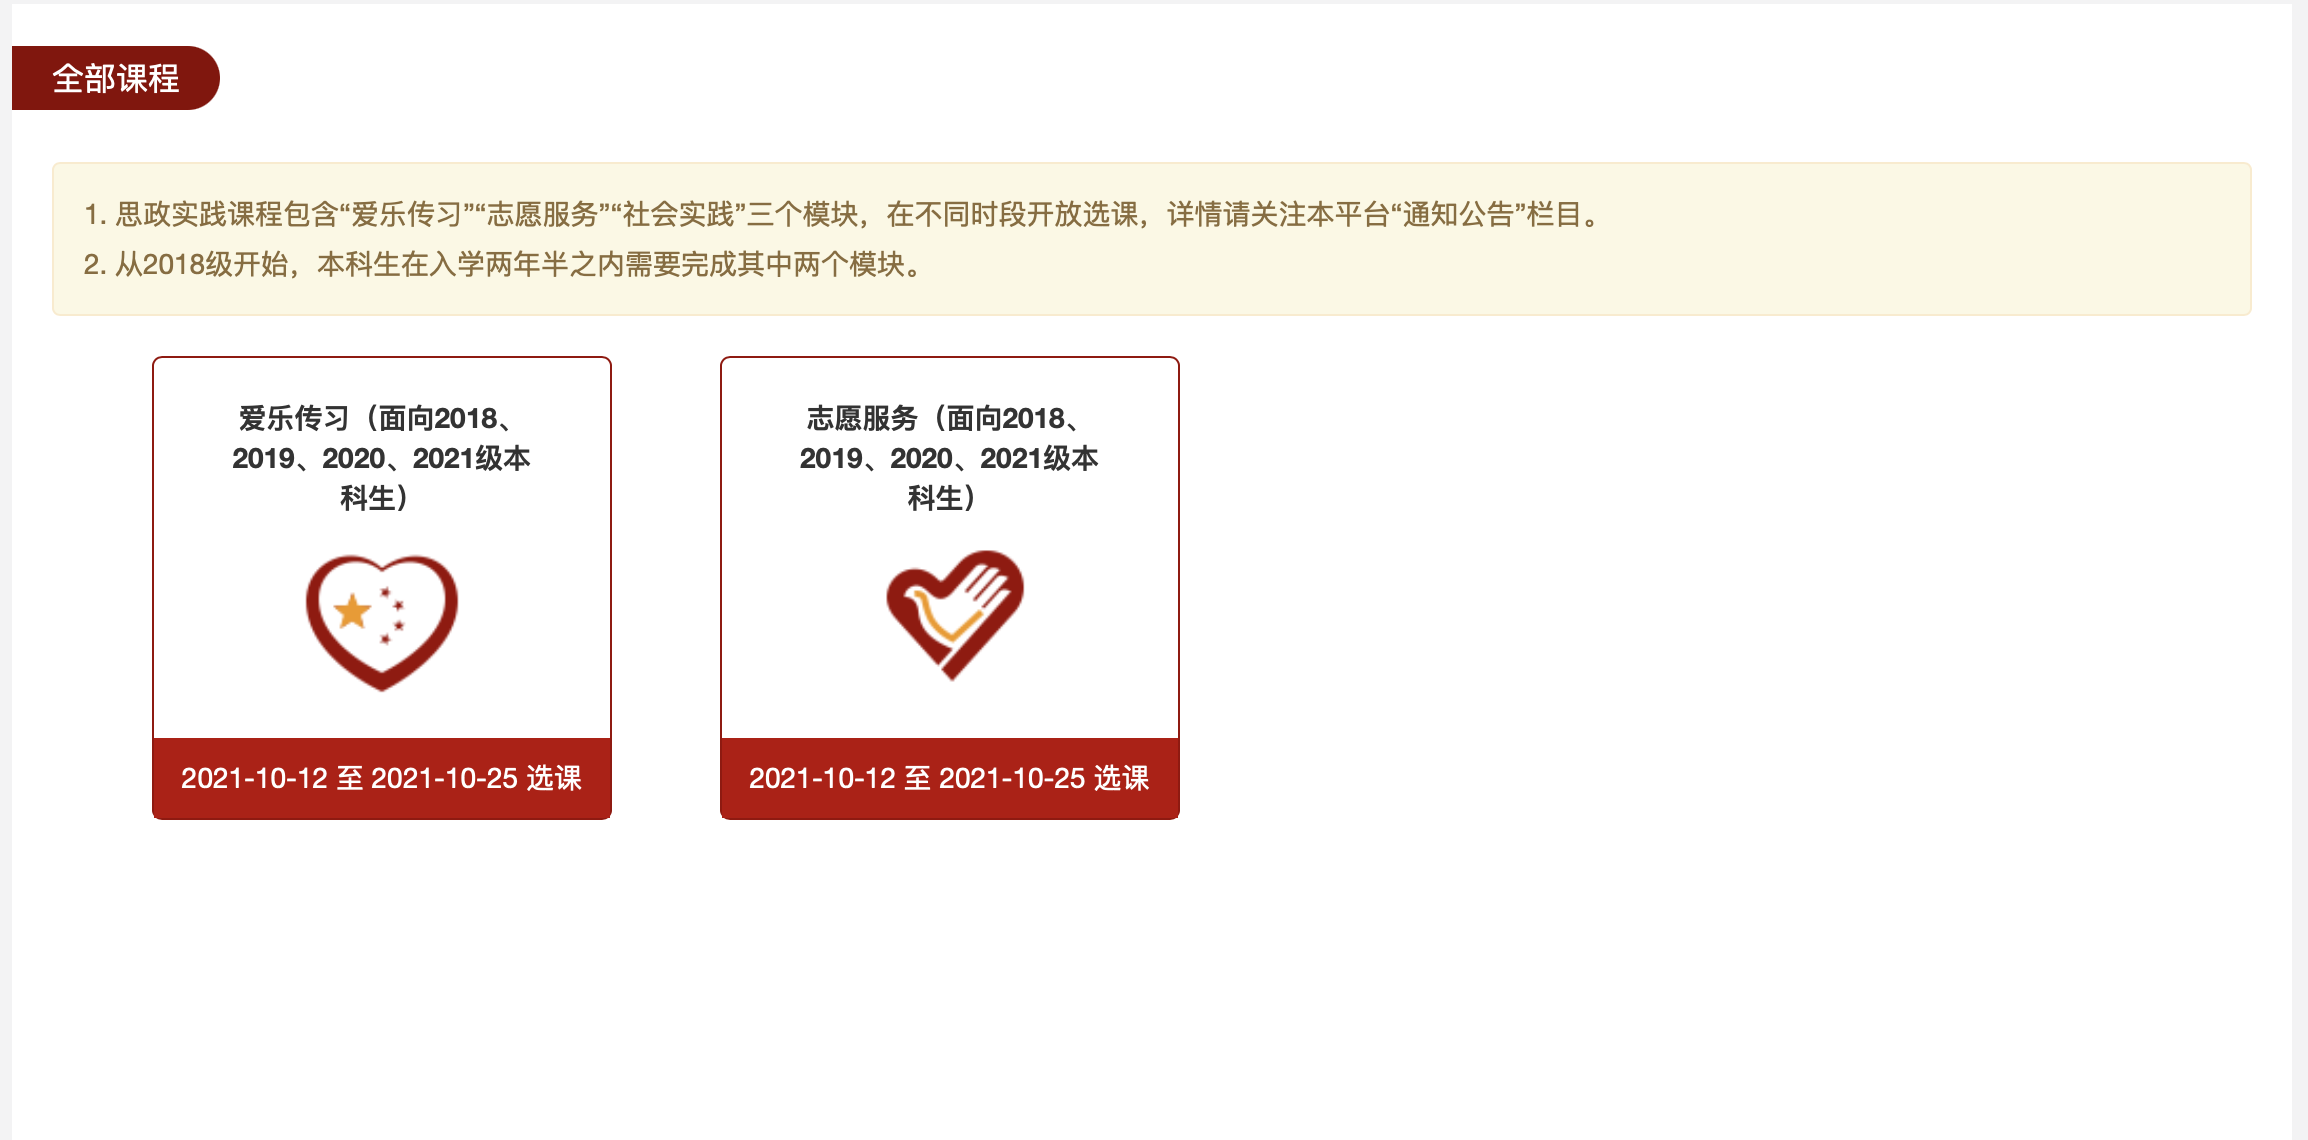 全部课程
1. 思政实践课程包含“爱乐传习”“志愿服务”“社会实践”三个模块，在不同时段开放选课，详情请关注本平台“通知公告”栏目。
2. 从2018级开始，本科生在入学两年半之内需要完成其中两个模块。
爱乐传习（面向2018、
2019、2020、2021级本
科生）
2021-10-12 至 2021-10-25 选课
志愿服务（面向2018、
2019、2020、2021级本
科生）
2021-10-12 至 2021-10-25 选课